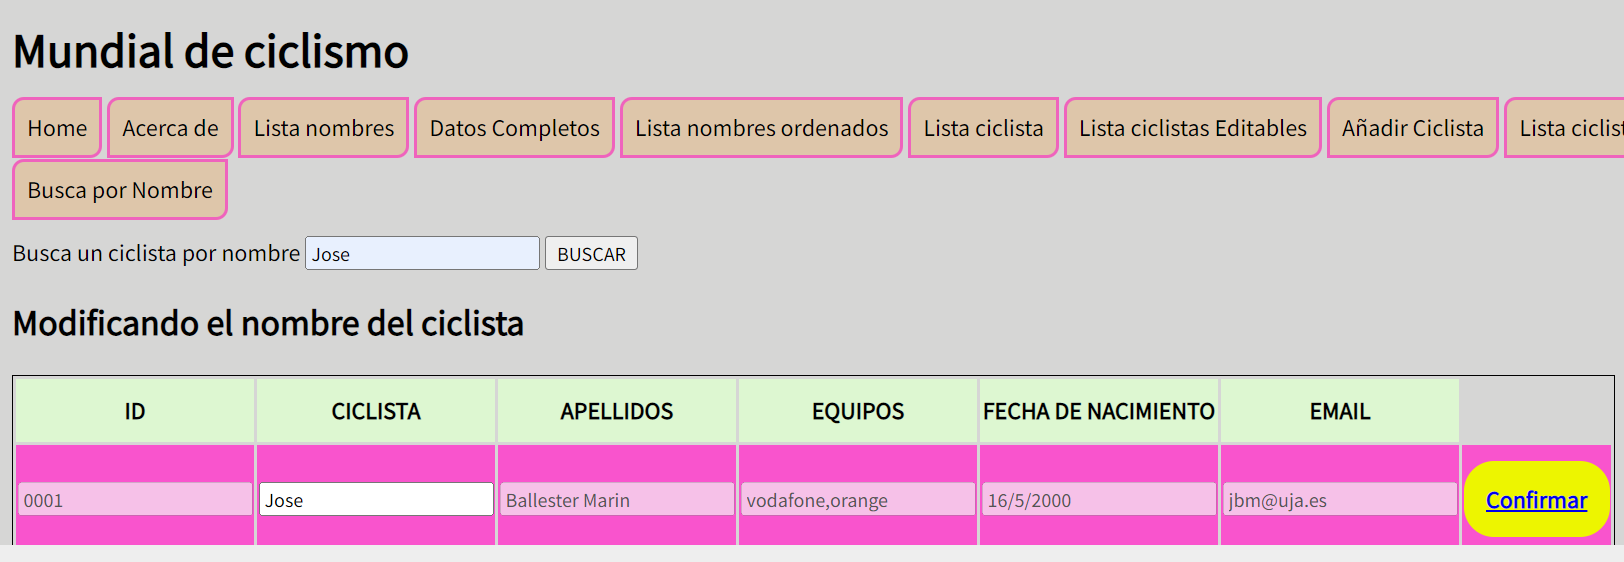 Mundial de ciclismo
Home Acerca de Lista nombres Datos Completos Lista nombres ordenados Lista ciclista Lista ciclistas Editables Añadir Ciclista Lista
Busca por Nombre
Busca un ciclista por nombre Jose BUSCAR
Modificando el nombre del ciclista
ID CICLISTA APELLIDOS EQUIPOS FECHA DE NACIMIENTO EMAIL
0001 Jose Ballester Marin vodafone,orange 16/5/2000 jbm@uja.es Confirmar